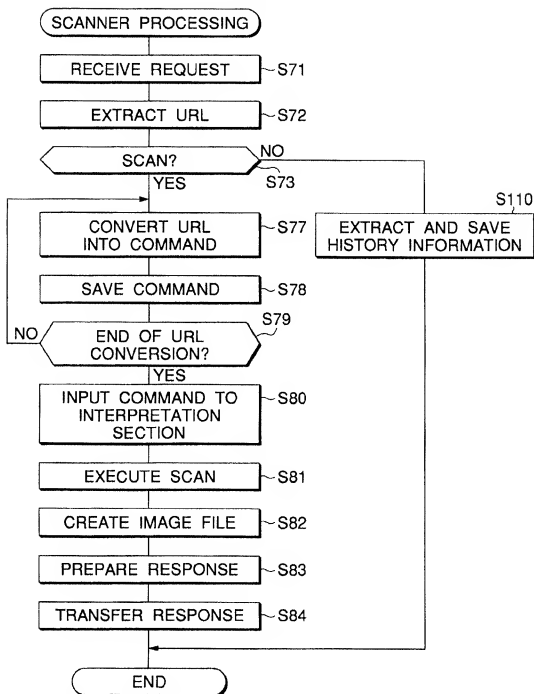 SCANNER PROCESSING
RECEIVE REQUEST
S71
EXTRACT URL
S72
SCAN?
NO
S73
YES
S110
CONVERT URL
INTO COMMAND
S77
EXTRACT AND SAVE
HISTORY INFORMATION
SAVE COMMAND
S78
S79
NO
END OF URL
CONVERSION?
YES
INPUT COMMAND TO
INTERPRETATION
SECTION
S80
EXECUTE SCAN
S81
CREATE IMAGE FILE
S82
PREPARE RESPONSE
S83
TRANSFER RESPONSE
S84
END